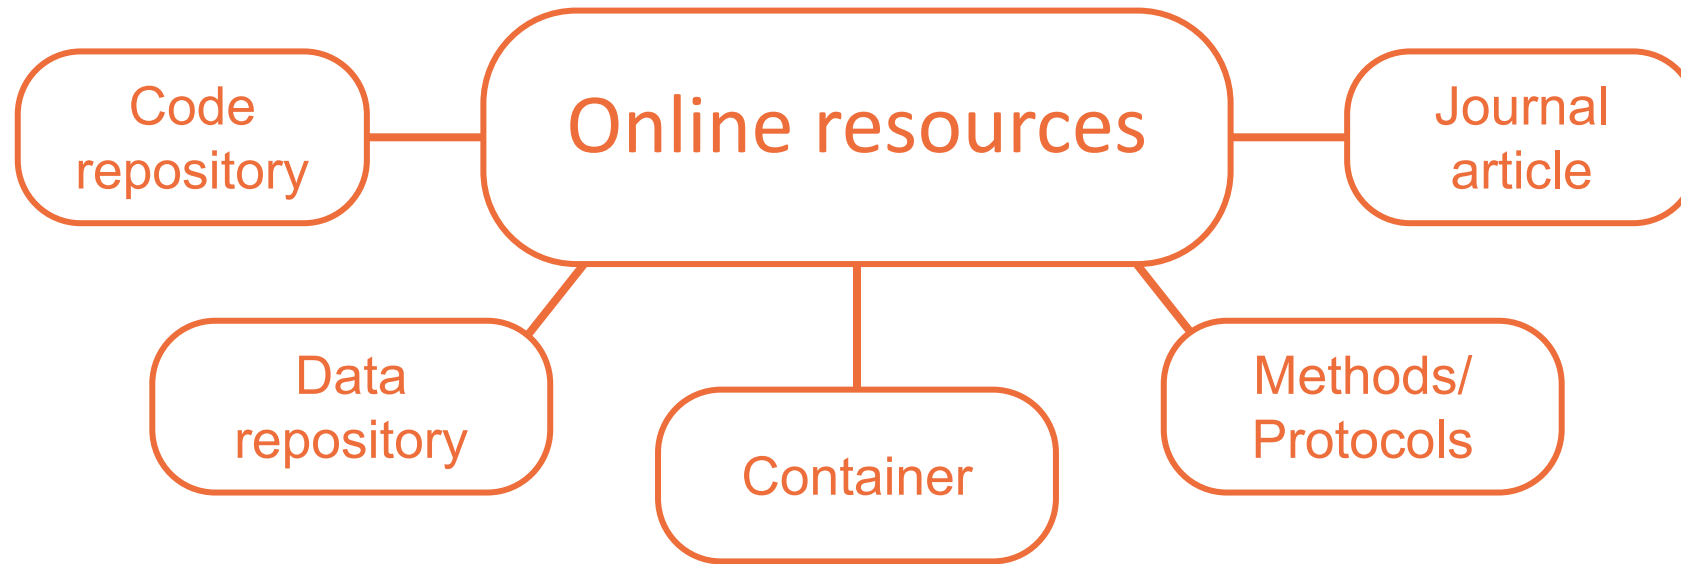 Online resources
Code
repository
Journal
article
Data
repository
Container
Methods/
Protocols